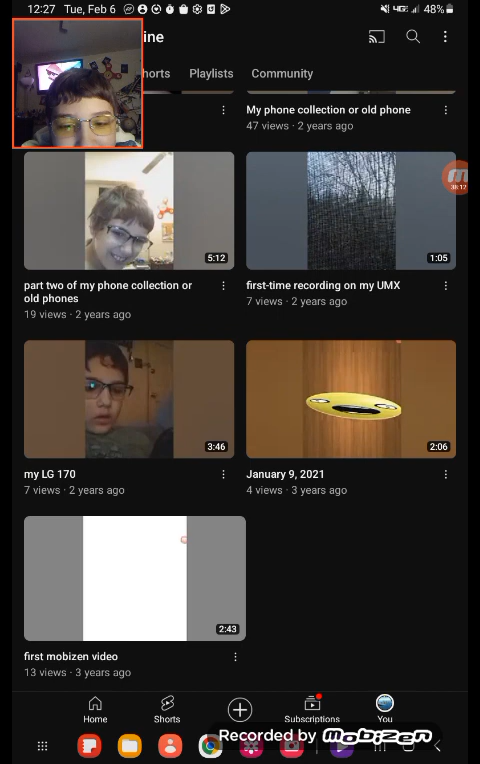 12:27 Tue, Feb 6 48%
ine
horts Playlists Community
My phone collection or old phone
47 views · 2 years ago
38:12
5:12
1:05
part two of my phone collection or
old phones
19 views · 2 years ago
first-time recording on my UMX
7 views · 2 years ago
3:46
2:06
my LG 170
7 views · 2 years ago
January 9, 2021
4 views · 3 years ago
2:43
first mobizen video
13 views · 3 years ago
Home Shorts Subscriptions You
Recorded by Mobizen